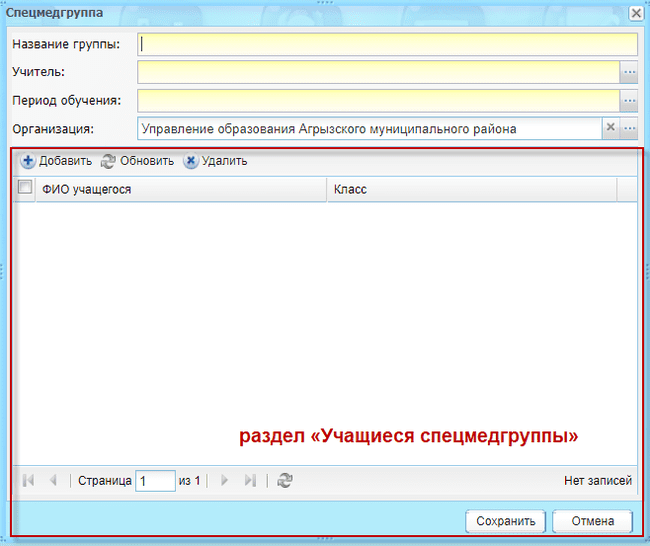 Спецмедгруппа
Название группы:
Учитель:
Период обучения:
Организация: Управление образования Агрызского муниципального района
Добавить Обновить Удалить
ФИО учащегося Класс
раздел «Учащиеся спецмедгруппы»
Страница 1 из 1 Нет записей
Сохранить Отмена